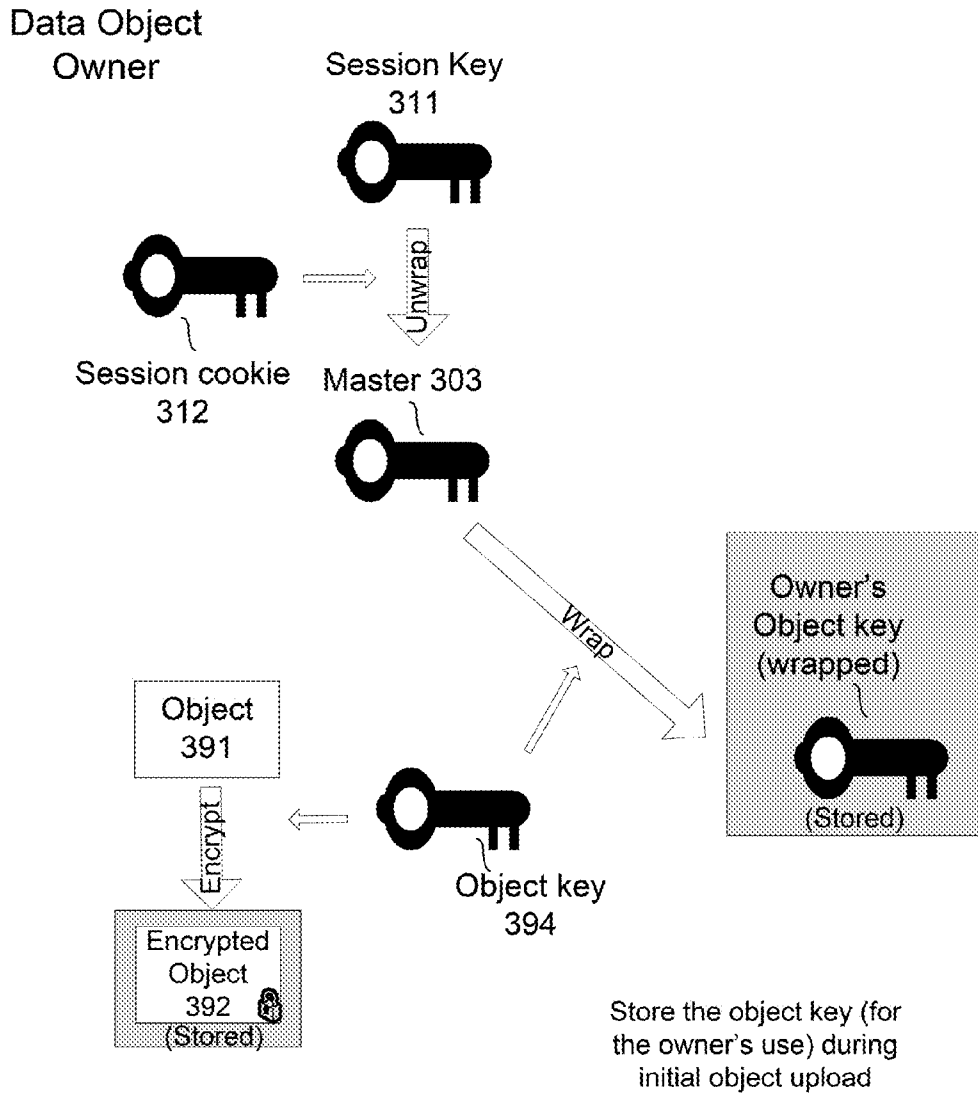 Data Object
Owner
Session Key
311
Unwrap
Session cookie
312
Master 303
Wrap
Owner's
Object key
(wrapped)
(Stored)
Object
391
Encrypt
Object key
394
Encrypted
Object
392
(Stored)
Store the object key (for
the owner's use) during
initial object upload